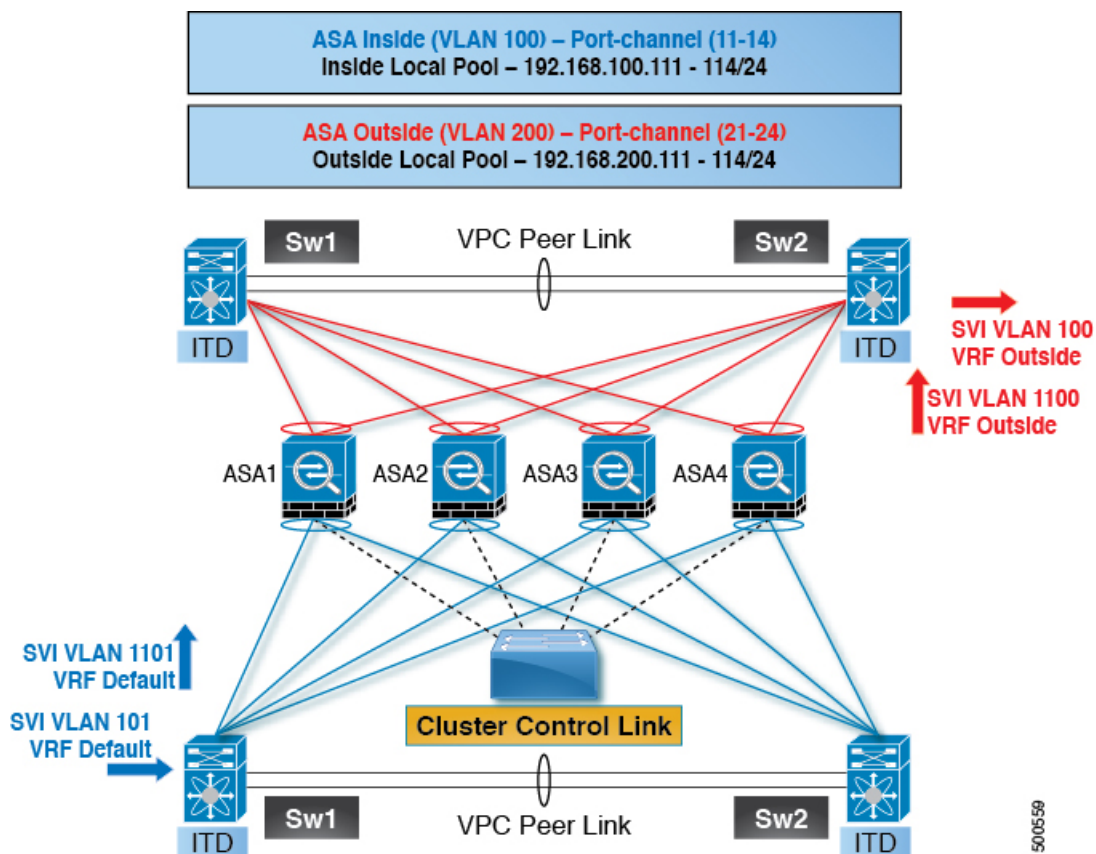 ASA Inside (VLAN 100) – Port-channel (11-14)
Inside Local Pool – 192.168.100.111 - 114/24
ASA Outside (VLAN 200) – Port-channel (21-24)
Outside Local Pool – 192.168.200.111 - 114/24
Sw1
VPC Peer Link
Sw2
ITD
ITD
SVI VLAN 100
VRF Outside
SVI VLAN 1100
VRF Outside
ASA1
ASA2
ASA3
ASA4
SVI VLAN 1101
VRF Default
SVI VLAN 101
VRF Default
Cluster Control Link
Sw1
VPC Peer Link
Sw2
ITD
ITD
500559